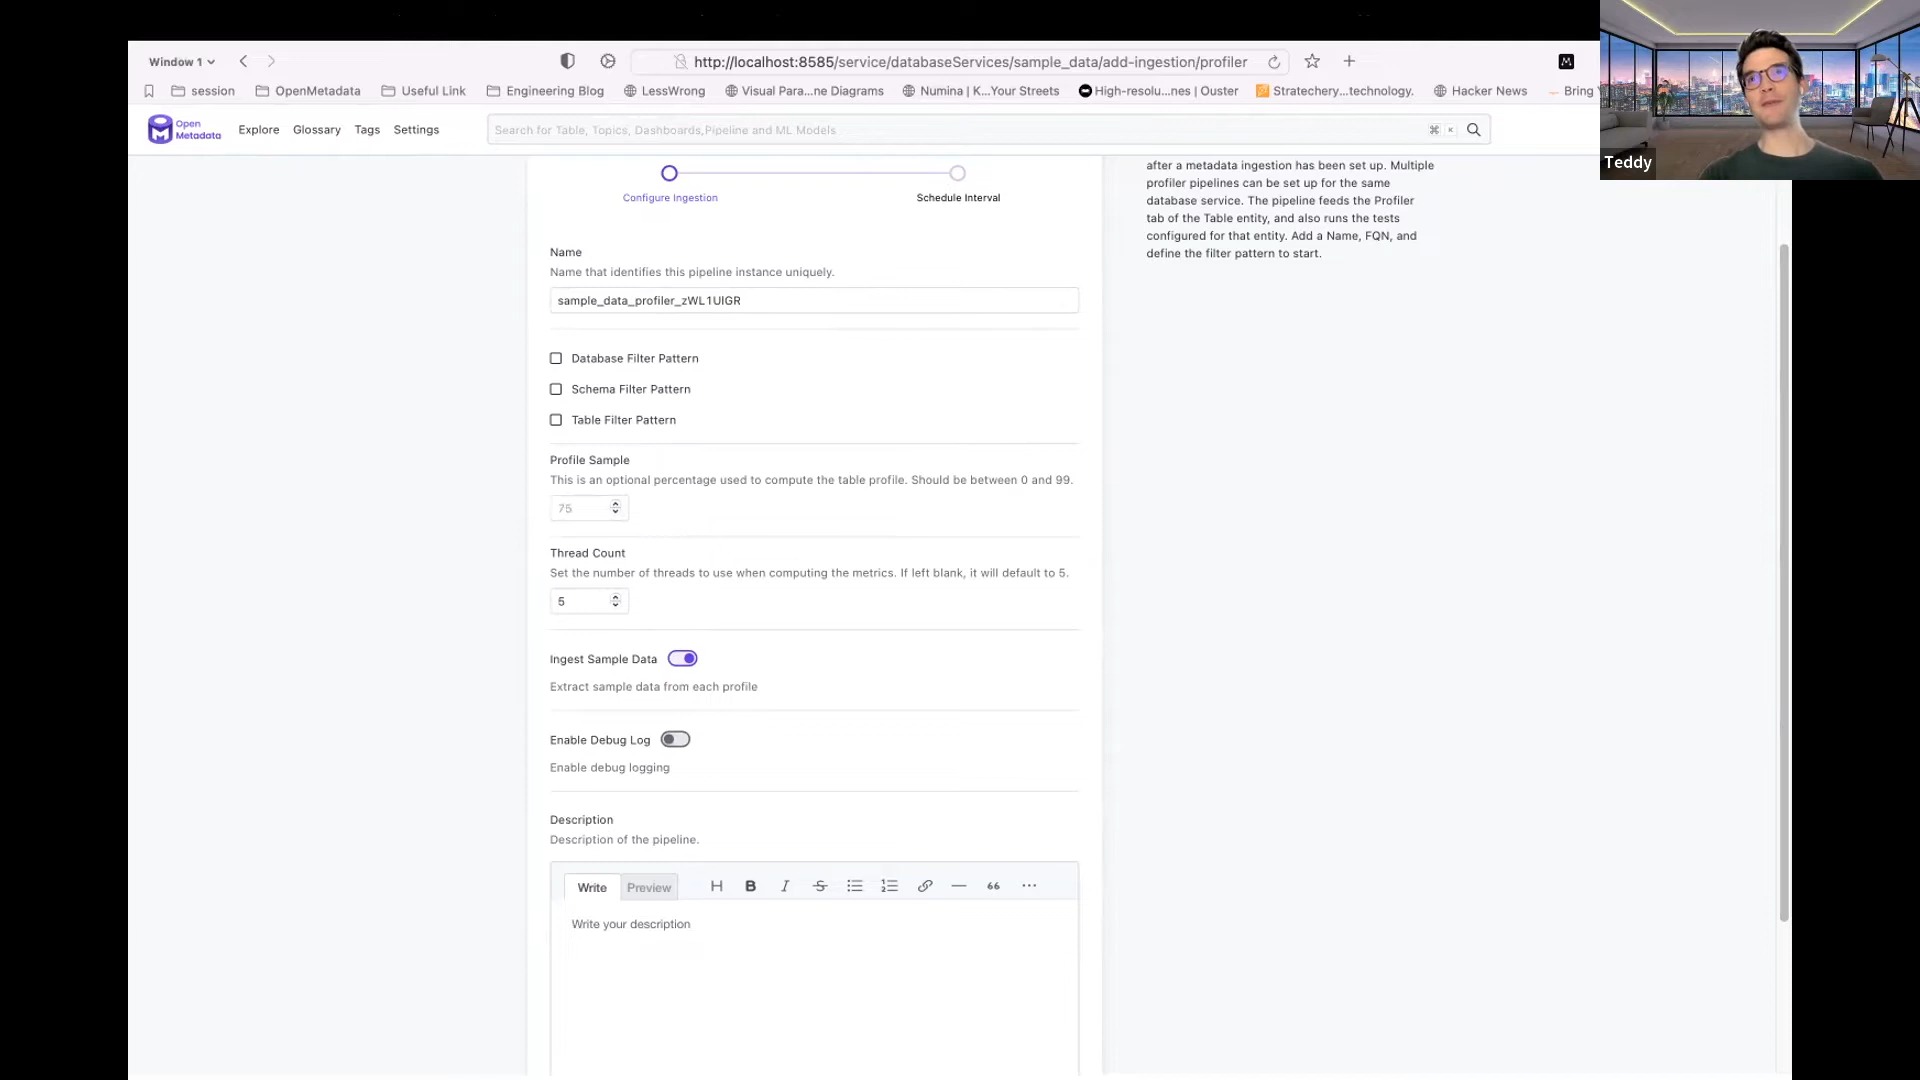 Window 1
http://localhost:8585/service/databaseServices/sample_data/add-ingestion/profiler
session
OpenMetadata
Useful Link
Engineering Blog
LessWrong
Visual Para...ne Diagrams
Numina | K...Your Streets
High-resolu...nes | Ouster
Stratechery...technology.
Hacker News
Bring
Open
Metadata
Explore
Glossary
Tags
Settings
Search for Table, Topics, Dashboards,Pipeline and ML Models
Teddy
Configure Ingestion
Schedule Interval
after a metadata ingestion has been set up. Multiple
profiler pipelines can be set up for the same
database service. The pipeline feeds the Profiler
tab of the Table entity, and also runs the tests
configured for that entity. Add a Name, FQN, and
define the filter pattern to start.
Name
Name that identifies this pipeline instance uniquely.
sample_data_profiler_zWL1UIGR
Database Filter Pattern
Schema Filter Pattern
Table Filter Pattern
Profile Sample
This is an optional percentage used to compute the table profile. Should be between 0 and 99.
75
Thread Count
Set the number of threads to use when computing the metrics. If left blank, it will default to 5.
5
Ingest Sample Data
Extract sample data from each profile
Enable Debug Log
Enable debug logging
Description
Description of the pipeline.
Write
Preview
H B I S
Write your description